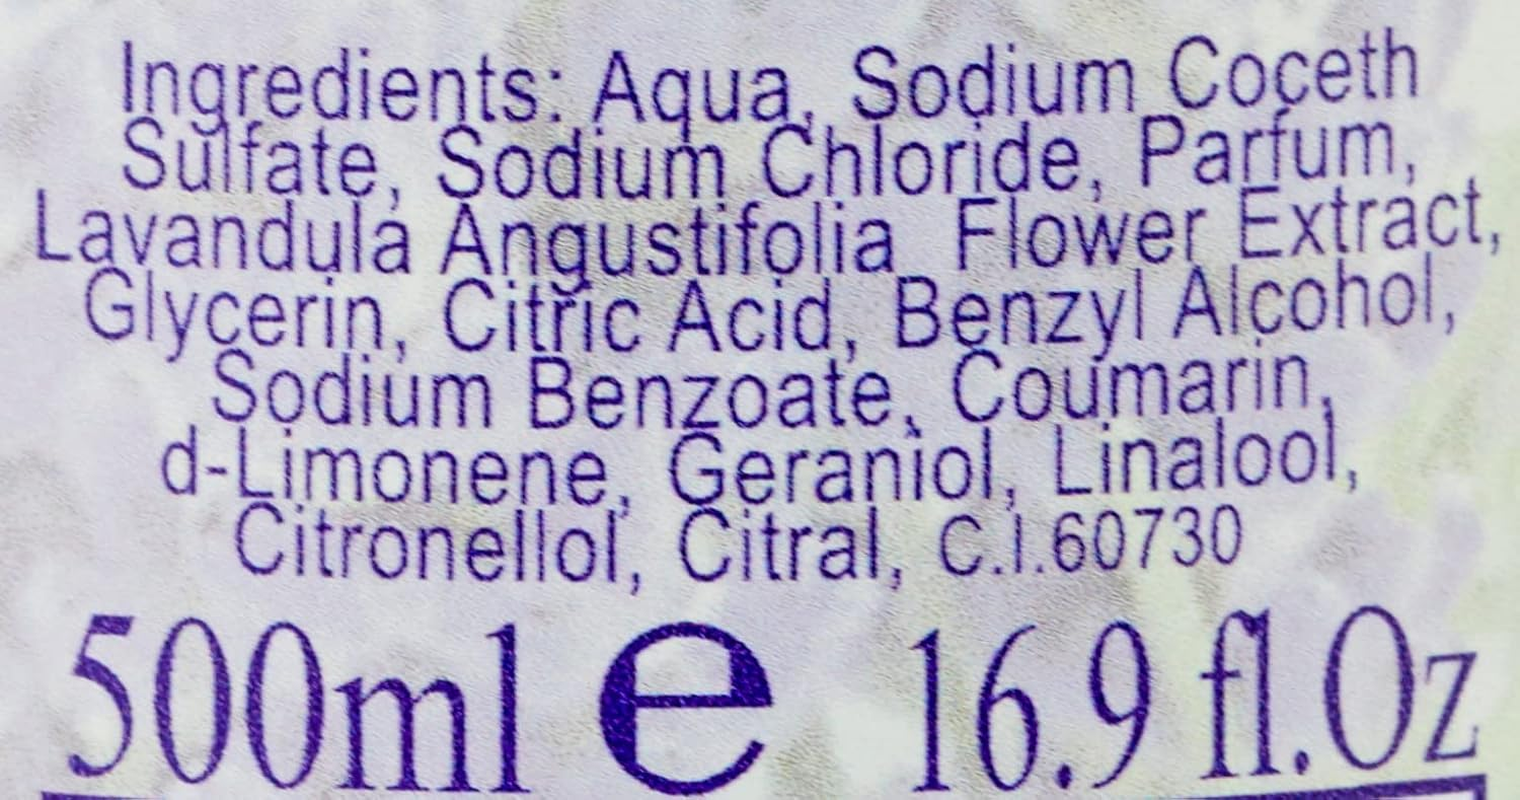 Ingredients: Aqua, Sodium Coceth
Sulfate, Sodium Chloride, Parfum,
Lavandula Angustifolia Flower Extract,
Glycerin, Citric Acid, Benzyl Alcohol,
Sodium Benzoate, Coumarin,
d-Limonene, Geraniol, Linalool,
Citronellol, Citral, C.I.60730
500ml e 16.9 fl.Oz